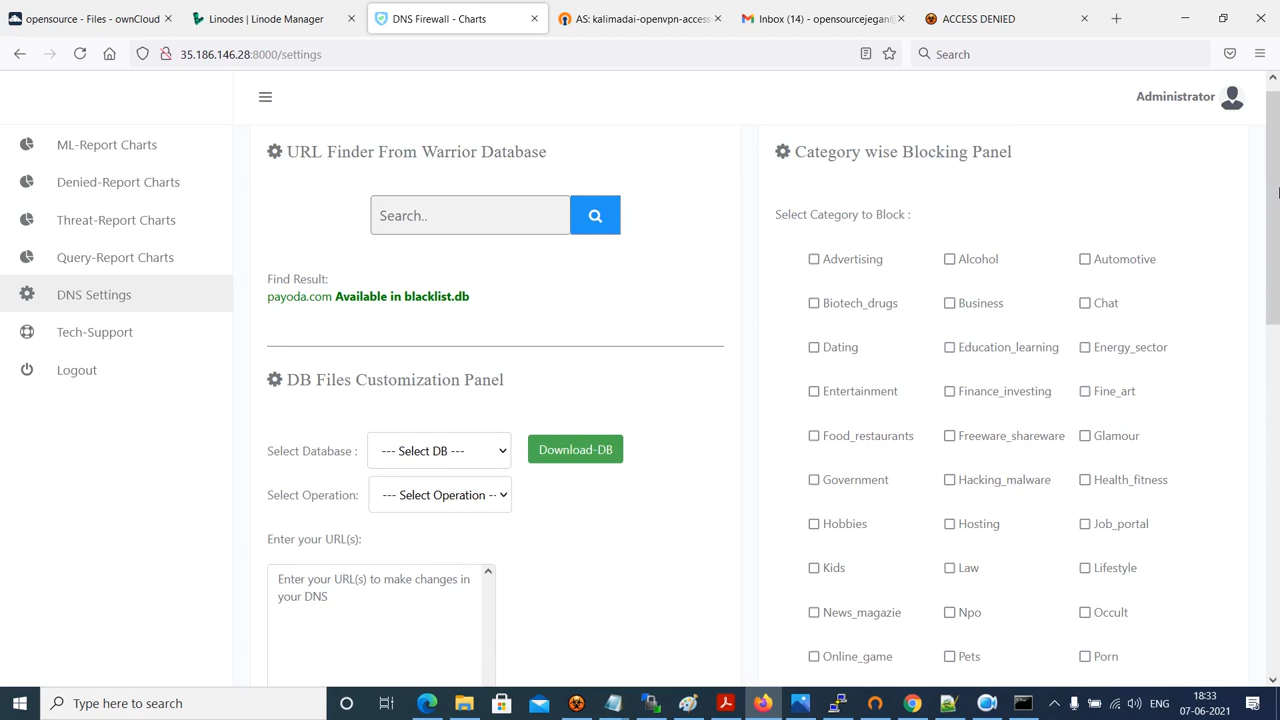 opensource - Files - ownCloud
Linodes | Linode Manager
DNS Firewall - Charts
AS: kalimadai-openvpn-access
Inbox (14) - opensourcejegan@
ACCESS DENIED
35.186.146.28:8000/settings
Search
Administrator
ML-Report Charts
Denied-Report Charts
Threat-Report Charts
Query-Report Charts
DNS Settings
Tech-Support
Logout
URL Finder From Warrior Database
Search..
Find Result:
payoda.com Available in blacklist.db
DB Files Customization Panel
Select Database :
--- Select DB ---
Download-DB
Select Operation:
--- Select Operation --
Enter your URL(s):
Enter your URL(s) to make changes in
your DNS
Category wise Blocking Panel
Select Category to Block :
Advertising Alcohol Automotive
Biotech_drugs Business Chat
Dating Education_learning Energy_sector
Entertainment Finance_investing Fine_art
Food_restaurants Freeware_shareware Glamour
Government Hacking_malware Health_fitness
Hobbies Hosting Job_portal
Kids Law Lifestyle
News_magazie Npo Occult
Online_game Pets Porn
Type here to search
ENG
18:33
07-06-2021